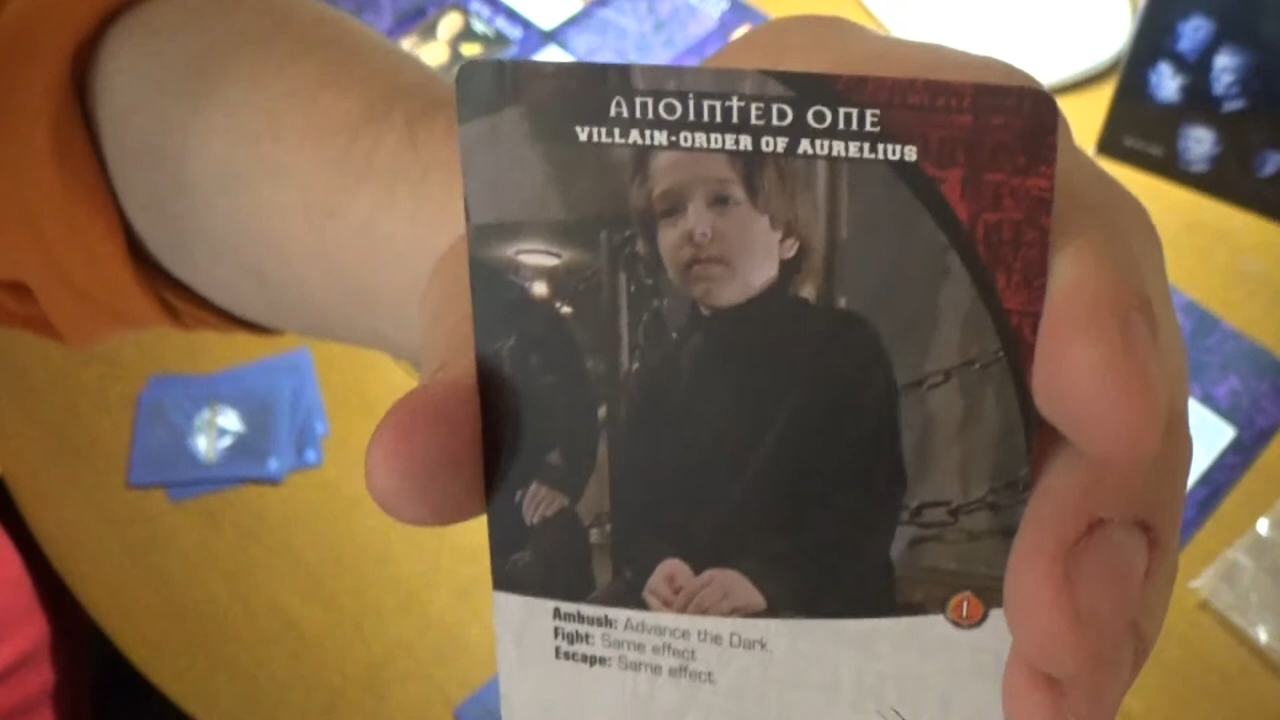 ANOINTED ONE
VILLAIN-ORDER OF AURELIUS
1
Ambush: Advance the Dark.
Fight: Same effect
Escape: Same effect.